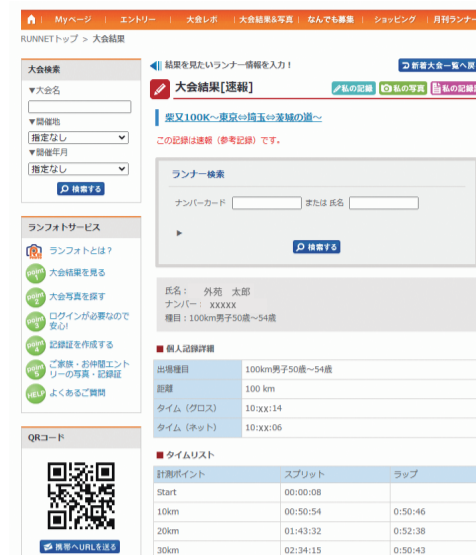 Myページ
エントリー
大会レポ
大会結果&写真
なんでも募集
ショッピング
月刊ランナー
RUNNETトップ > 大会結果
大会検索
▼大会名
▼開催地
指定なし
▼開催年月
指定なし
検索する
ランフォトサービス
ランフォトとは？
point 1 大会結果を見る
point 2 大会写真を探す
point 3 ログインが必要なので
安心!
point 4 記録証を作成する
point 5 ご家族・お仲間エント
リーの写真・記録証
HELP よくあるご質問
QRコード
携帯へURLを送る
結果を見たいランナー情報を入力！
新着大会一覧へ戻
大会結果[速報]
私の記録
私の写真
私の記録
柴又100K～東京⇔埼玉⇔茨城の道～
この記録は速報（参考記録）です。
ランナー検索
ナンバーカード
または 氏名
▶
検索する
氏名： 外苑 太郎
ナンバー： XXXXX
種目：100km男子50歳～54歳
■ 個人記録詳細
出場種目 100km男子50歳～54歳
距離 100 km
タイム（グロス） 10:xx:14
タイム（ネット） 10:xx:06
■ タイムリスト
計測ポイント スプリット ラップ
Start 00:00:08
10km 00:50:54 0:50:46
20km 01:43:32 0:52:38
30km 02:34:15 0:50:43